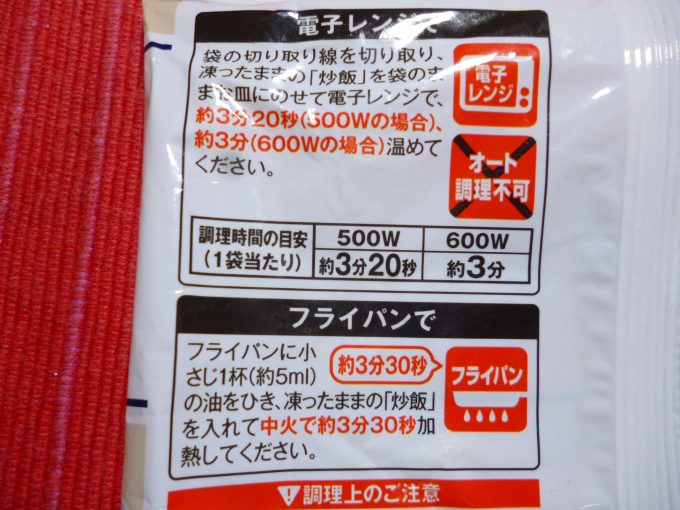 電子レンジで
袋の切り取り線を切り取り、
凍ったままの「炒飯」を袋のま
まお皿にのせて電子レンジで、
約3分20秒(500Wの場合)、
約3分(600Wの場合)温めて
ください。
電子
レンジ
オート
調理不可
調理時間の目安
(1袋当たり)
500W
600W
約3分20秒
約3分
フライパンで
フライパンに小
さじ1杯(約5ml)
の油をひき、凍ったままの「炒飯」
を入れて中火で約3分30秒加
熱してください。
約3分30秒
フライパン
調理上のご注意